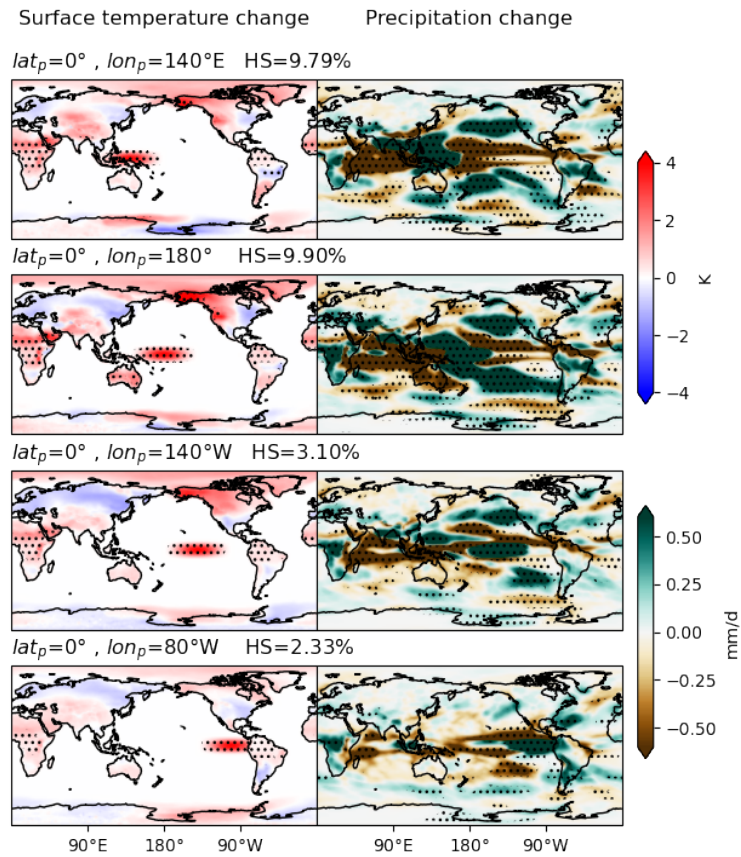 Surface temperature change Precipitation change
lat_p=0° , lon_p=140°E HS=9.79%
4
2
0
−2
−4
K
lat_p=0° , lon_p=180° HS=9.90%
lat_p=0° , lon_p=140°W HS=3.10%
0.50
0.25
0.00
−0.25
−0.50
mm/d
lat_p=0° , lon_p=80°W HS=2.33%
90°E 180° 90°W 90°E 180° 90°W